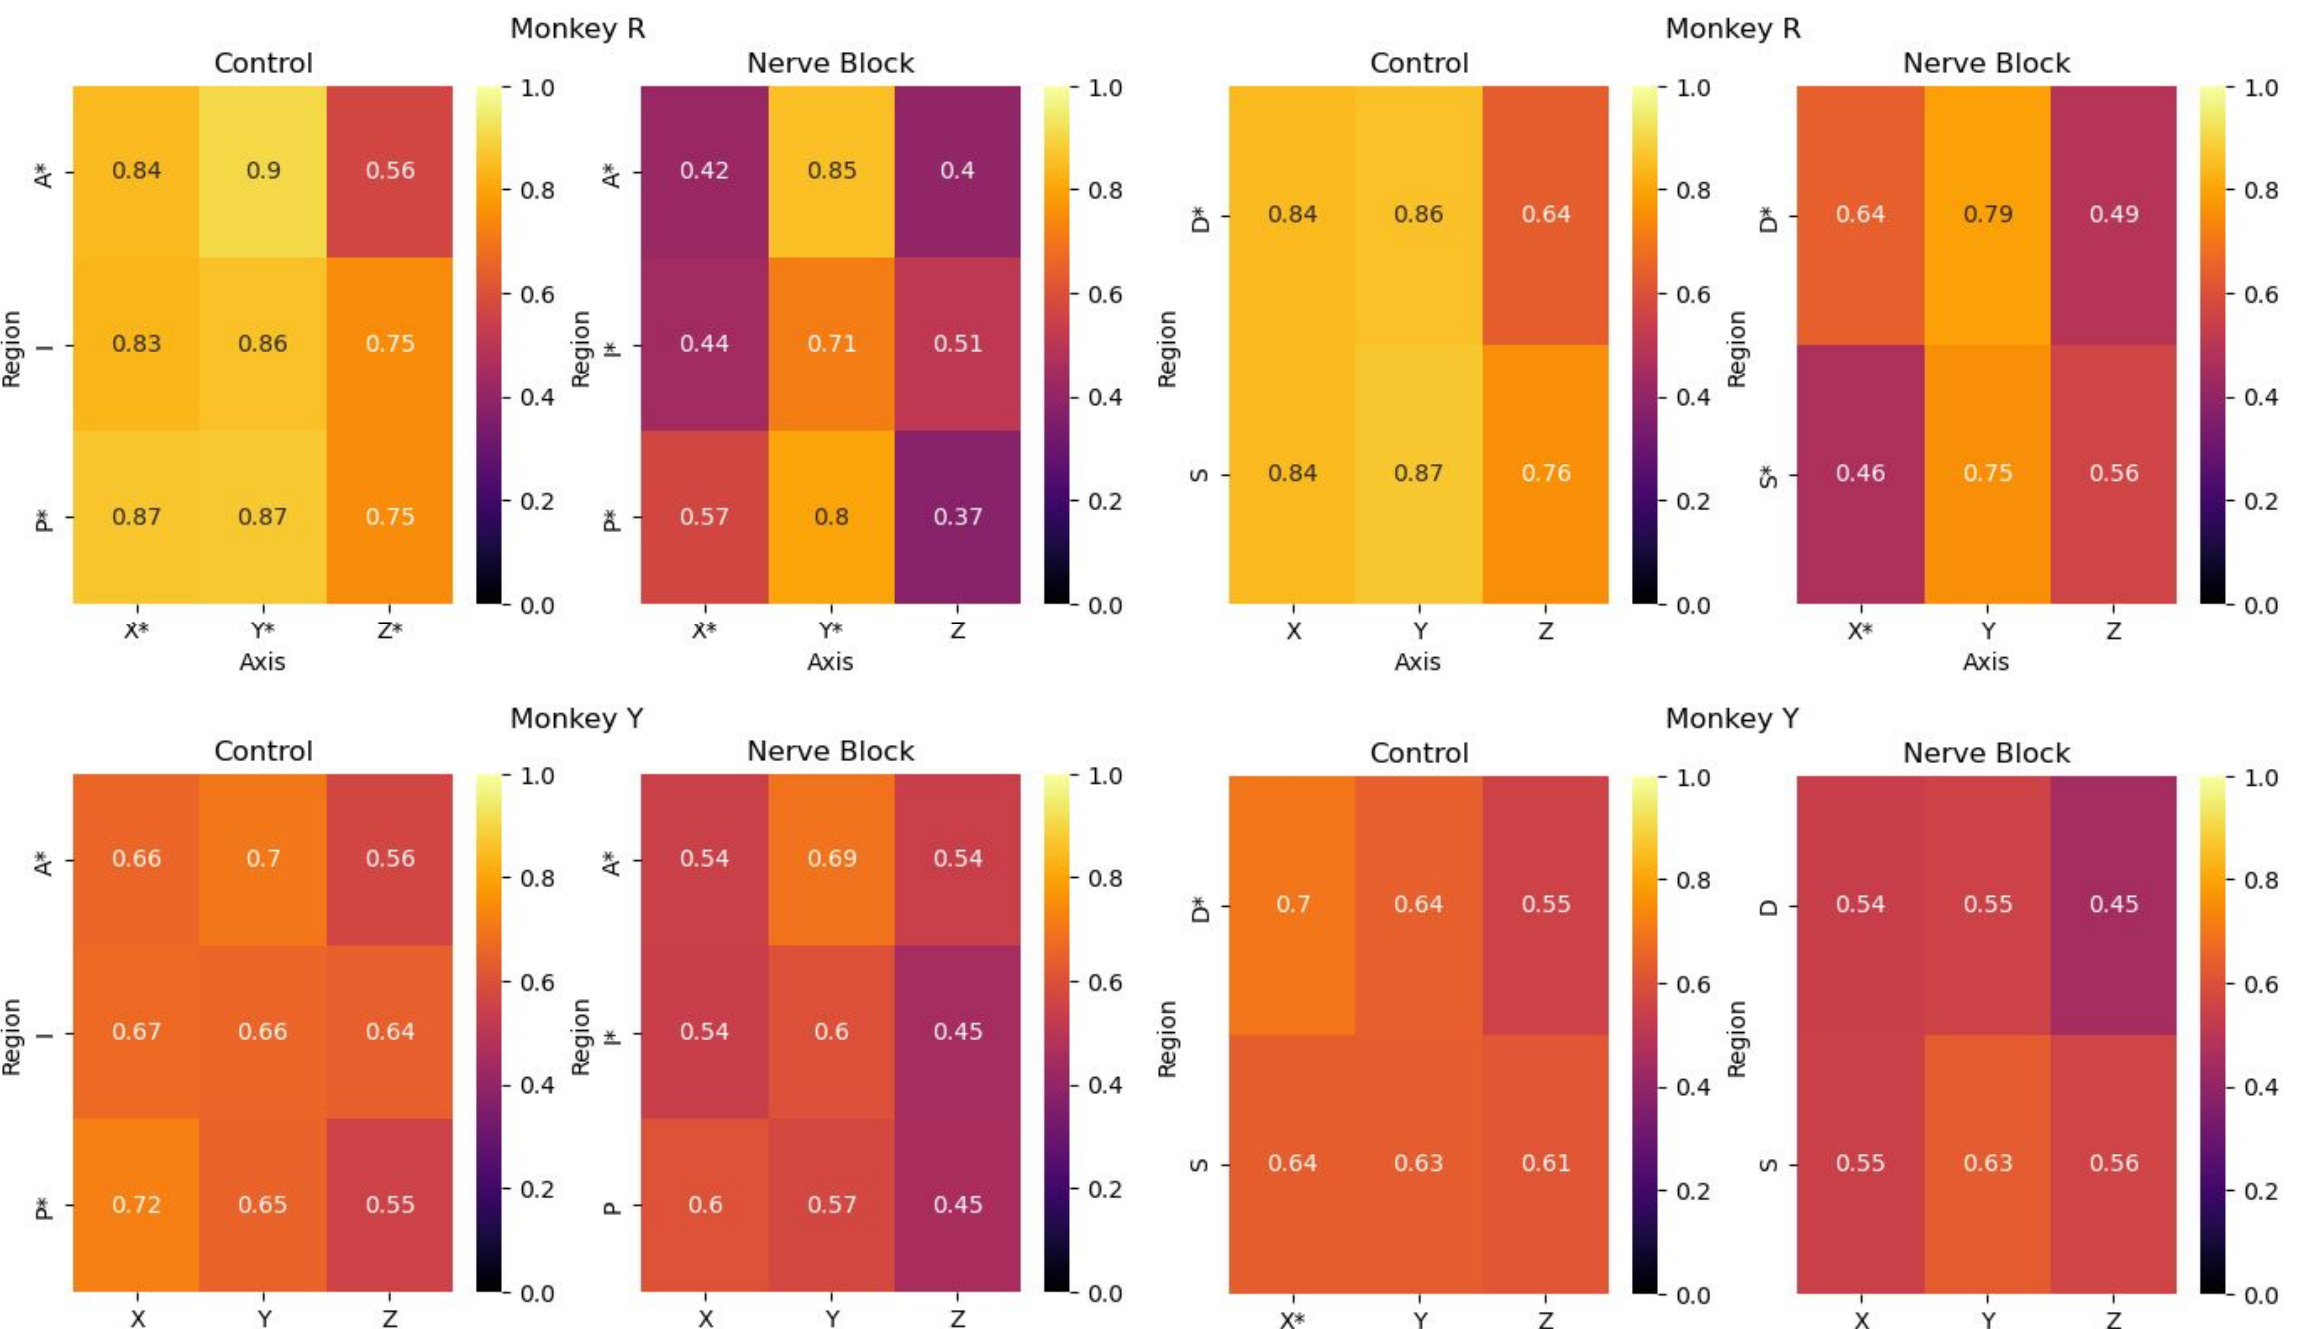 Monkey R
Control
Nerve Block
A* 0.84 0.9 0.56
I 0.83 0.86 0.75
P* 0.87 0.87 0.75
X* Y* Z*
Region
Axis
1.0
0.8
0.6
0.4
0.2
0.0
A* 0.42 0.85 0.4
I* 0.44 0.71 0.51
P* 0.57 0.8 0.37
X* Y* Z
Region
Axis
1.0
0.8
0.6
0.4
0.2
0.0
Monkey R
Control
Nerve Block
D* 0.84 0.86 0.64
S 0.84 0.87 0.76
X Y Z
Region
Axis
1.0
0.8
0.6
0.4
0.2
0.0
D* 0.64 0.79 0.49
S* 0.46 0.75 0.56
X* Y Z
Region
Axis
1.0
0.8
0.6
0.4
0.2
0.0
Monkey Y
Control
Nerve Block
A* 0.66 0.7 0.56
I 0.67 0.66 0.64
P* 0.72 0.65 0.55
X Y Z
Region
1.0
0.8
0.6
0.4
0.2
0.0
A* 0.54 0.69 0.54
I* 0.54 0.6 0.45
P 0.6 0.57 0.45
X Y Z
Region
1.0
0.8
0.6
0.4
0.2
0.0
Monkey Y
Control
Nerve Block
D* 0.7 0.64 0.55
S 0.64 0.63 0.61
X* Y Z
Region
1.0
0.8
0.6
0.4
0.2
0.0
D 0.54 0.55 0.45
S 0.55 0.63 0.56
X Y Z
Region
1.0
0.8
0.6
0.4
0.2
0.0